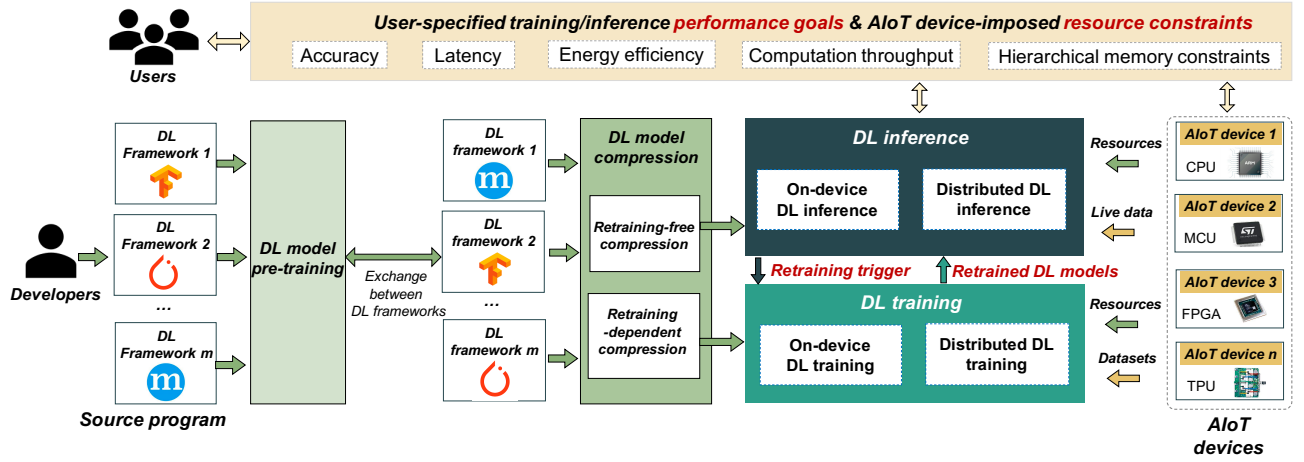 User-specified training/inference performance goals & AIoT device-imposed resource constraints
Accuracy
Latency
Energy efficiency
Computation throughput
Hierarchical memory constraints
Users
Developers
DL
Framework 1
DL
Framework 2
...
DL
Framework m
m
Source program
DL model
pre-training
Exchange
between
DL frameworks
DL
framework 1
m
DL
framework 2
...
DL
framework m
DL model
compression
Retraining-free
compression
Retraining
-dependent
compression
DL inference
On-device
DL inference
Distributed DL
inference
Retraining trigger
Retrained DL models
DL training
On-device
DL training
Distributed DL
training
Resources
Live data
Resources
Datasets
AIoT device 1
CPU
ARM
AIoT device 2
MCU
AIoT device 3
FPGA
AIoT device n
TPU
AIoT
devices